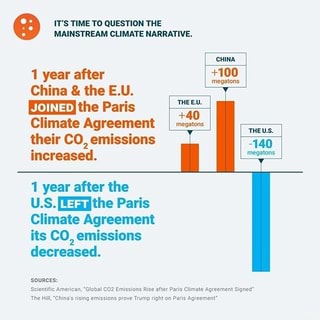 IT'S TIME TO QUESTION THE
MAINSTREAM CLIMATE NARRATIVE.
1 year after
China & the E.U.
JOINED the Paris
Climate Agreement
their CO2 emissions
increased.
THE E.U.
+40
megatons
CHINA
+100
megatons
THE U.S.
-140
megatons
1 year after the
U.S. LEFT the Paris
Climate Agreement
its CO2 emissions
decreased.
SOURCES:
Scientific American, "Global CO2 Emissions Rise after Paris Climate Agreement Signed"
The Hill, "China's rising emissions prove Trump right on Paris Agreement"